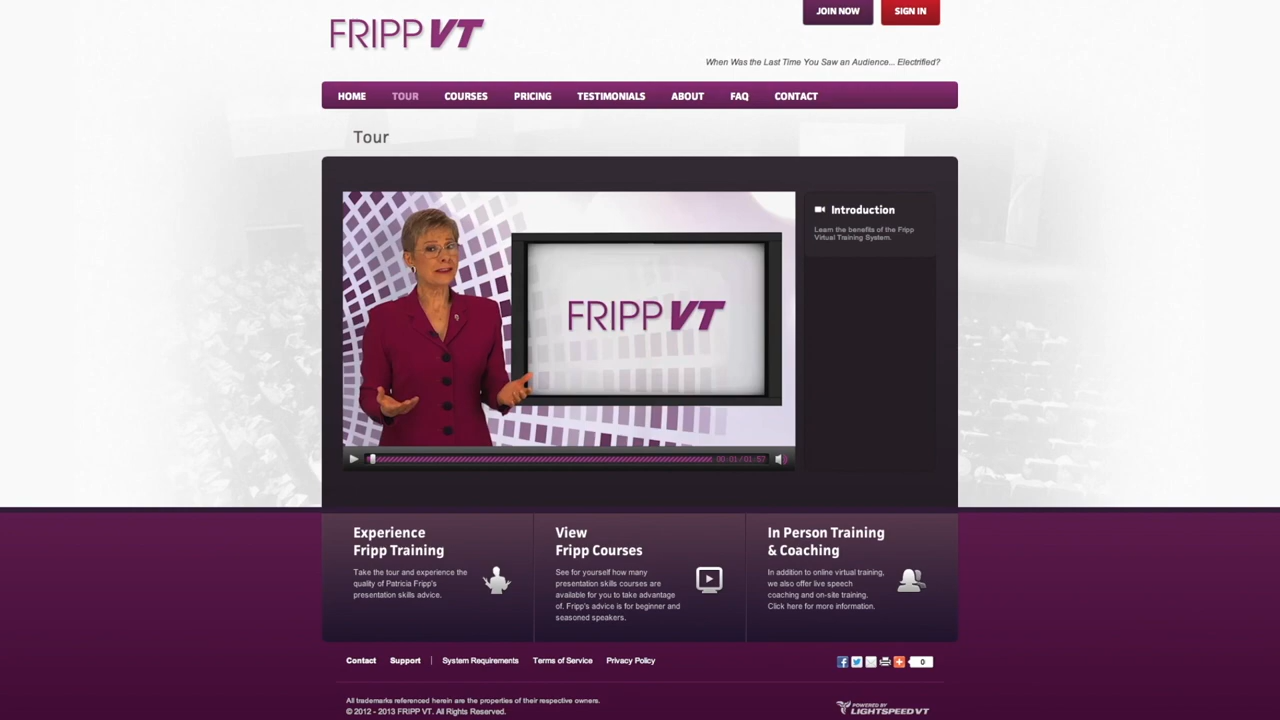 JOIN NOW
SIGN IN
FRIPP VT
When Was the Last Time You Saw an Audience... Electrified?
HOME TOUR COURSES PRICING TESTIMONIALS ABOUT FAQ CONTACT
Tour
FRIPP VT
Introduction
Learn the benefits of the Fripp
Virtual Training System.
00:01 / 01:57
Experience
Fripp Training
Take the tour and experience the
quality of Patricia Fripp's
presentation skills advice.
View
Fripp Courses
See for yourself how many
presentation skills courses are
available for you to take advantage
of. Fripp's advice is for beginner and
seasoned speakers.
In Person Training
& Coaching
In addition to online virtual training,
we also offer live speech
coaching and on-site training.
Click here for more information.
Contact Support | System Requirements Terms of Service Privacy Policy
0
All trademarks referenced herein are the properties of their respective owners.
© 2012 - 2013 FRIPP VT. All Rights Reserved.
POWERED BY
LIGHTSPEED VT